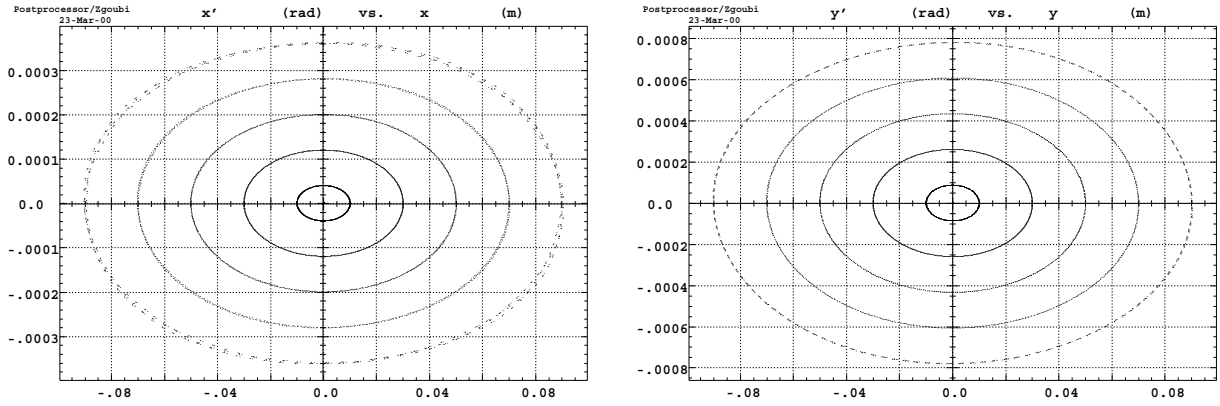 Postprocessor/Zgoubi
23-Mar-00
x' (rad) vs. x (m)
0.0003
0.0002
0.0001
0.0
-.0001
-.0002
-.0003
-.08 -.04 0.0 0.04 0.08
Postprocessor/Zgoubi
23-Mar-00
y' (rad) vs. y (m)
0.0008
0.0006
0.0004
0.0002
0.0
-.0002
-.0004
-.0006
-.0008
-.08 -.04 0.0 0.04 0.08